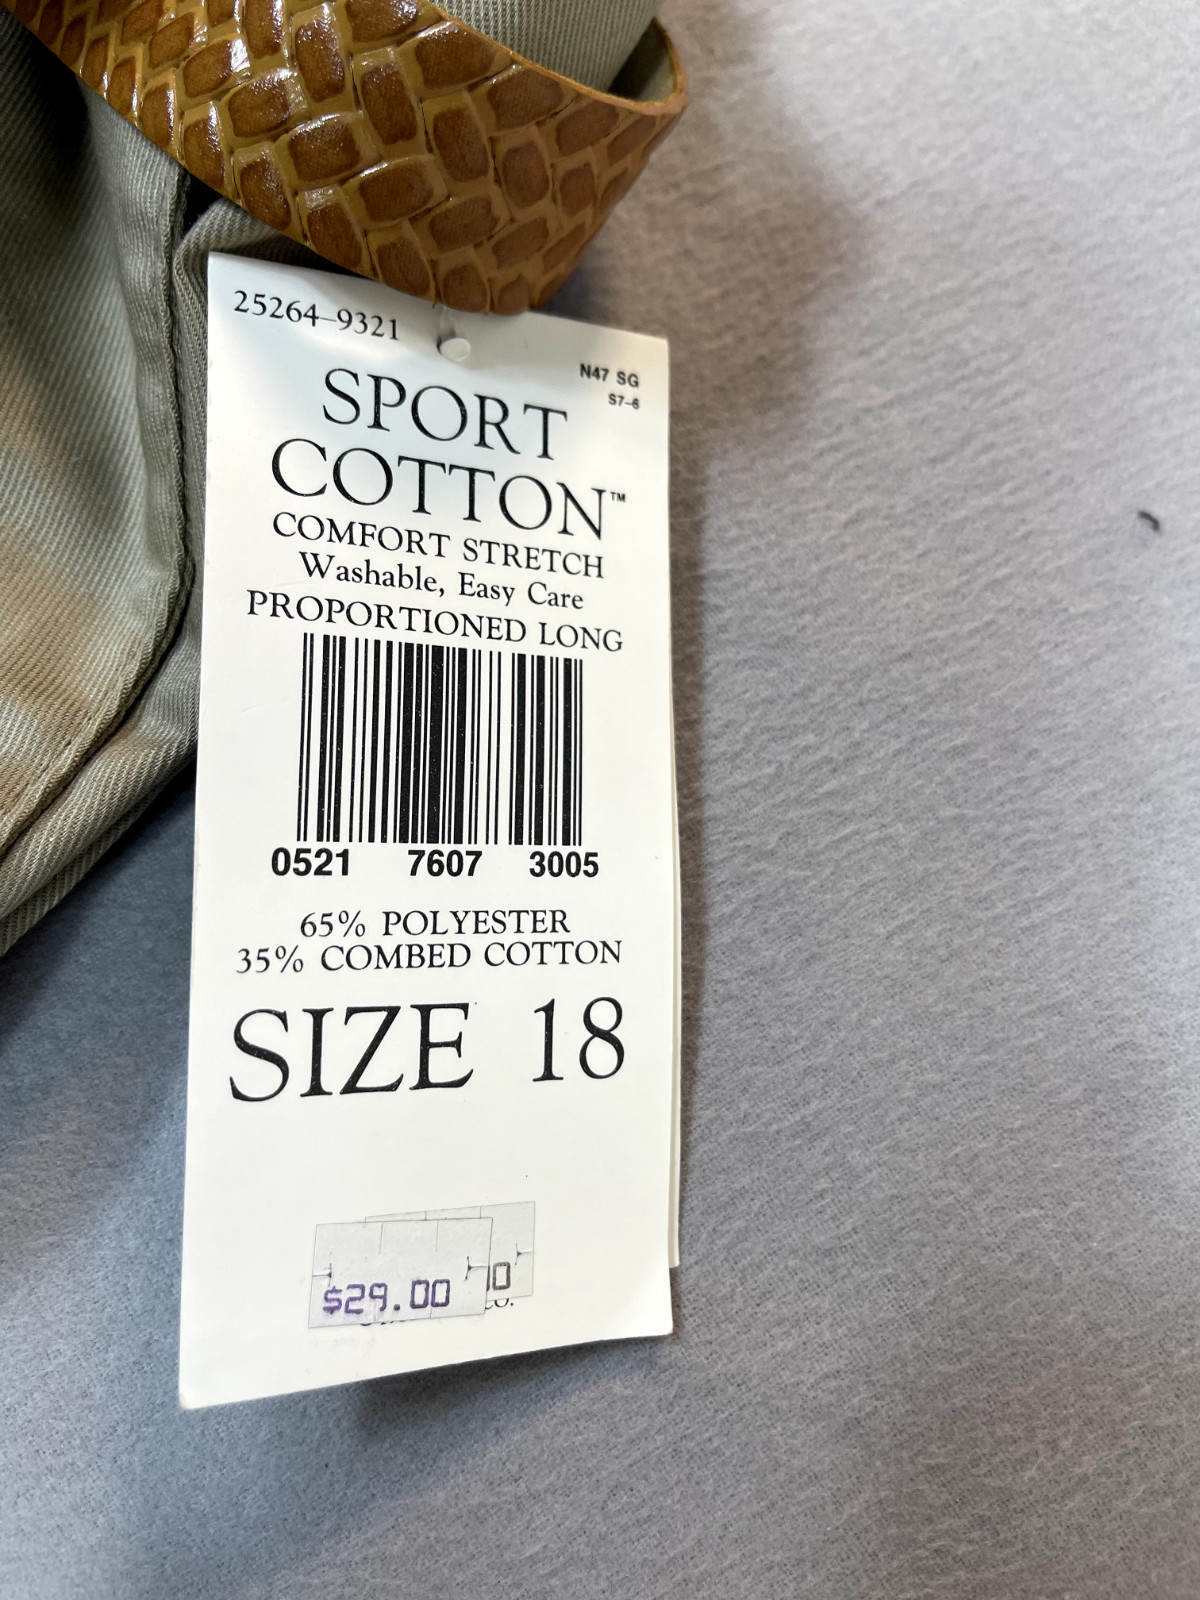 25264-9321
N47 SG
S7-6
SPORT
COTTON™
COMFORT STRETCH
Washable, Easy Care
PROPORTIONED LONG
0521 7607 3005
65% POLYESTER
35% COMBED COTTON
SIZE 18
$29.00